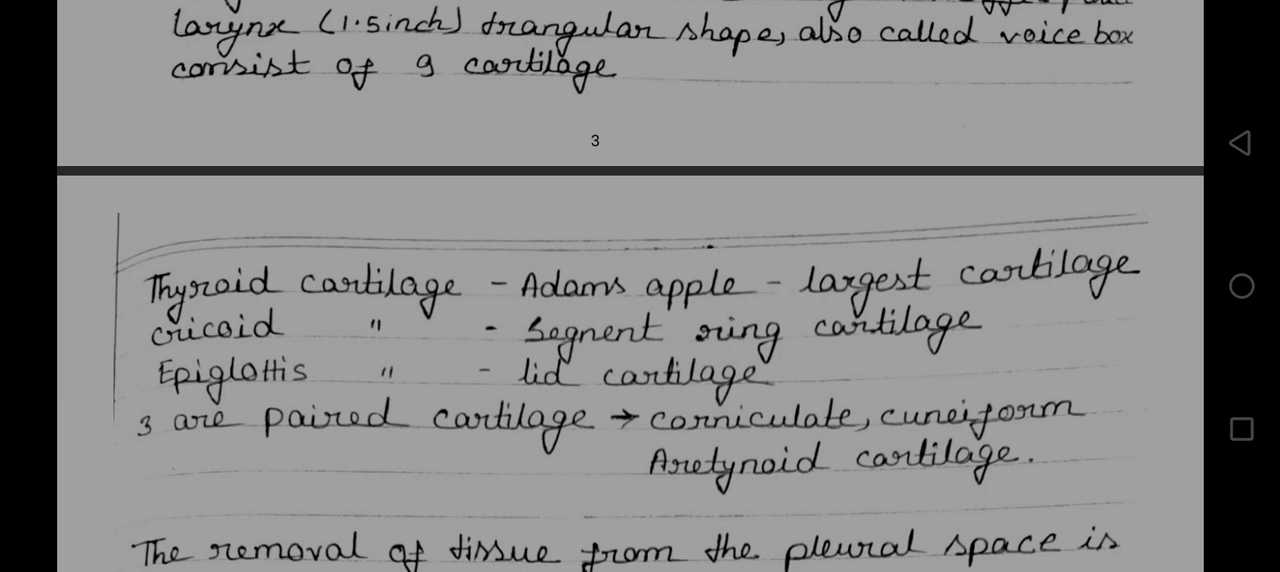 larynx (1.5inch) trangular shape, also called voice box
consist of 9 cartilage
3
Thyroid cartilage - Adams apple - largest cartilage
cricoid " - Segnent ring cartilage
Epiglottis " - lid cartilage
3 are paired cartilage → corniculate, cuneiform
Aretynoid cartilage.
The removal of tissue from the pleural space is